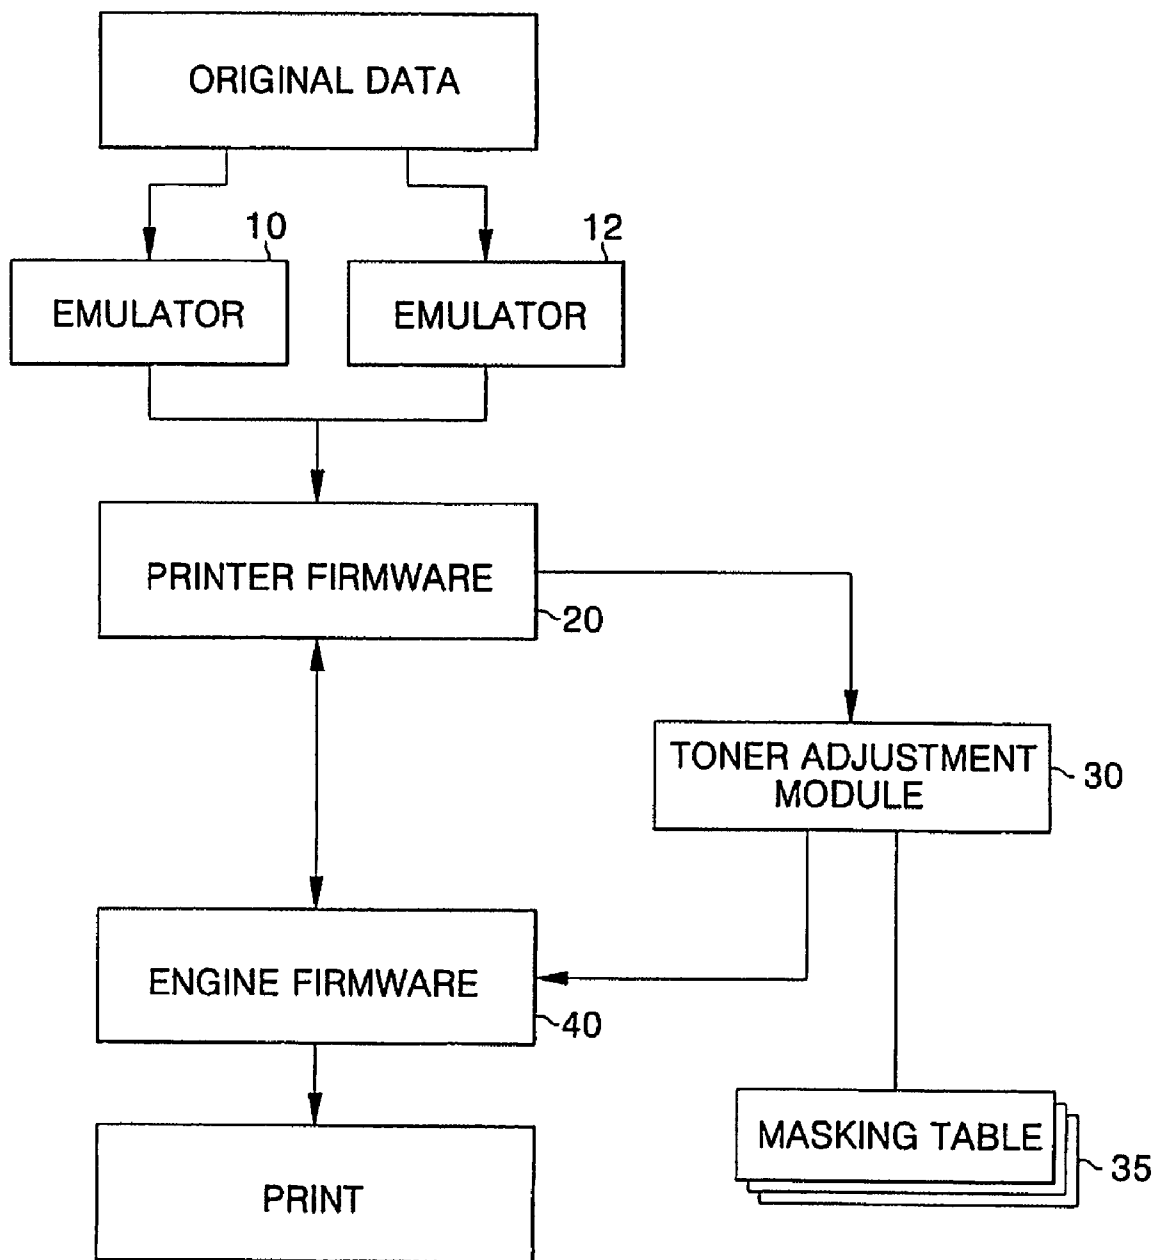 ORIGINAL DATA
10
12
EMULATOR
EMULATOR
PRINTER FIRMWARE
20
TONER ADJUSTMENT
MODULE
30
ENGINE FIRMWARE
40
MASKING TABLE
35
PRINT